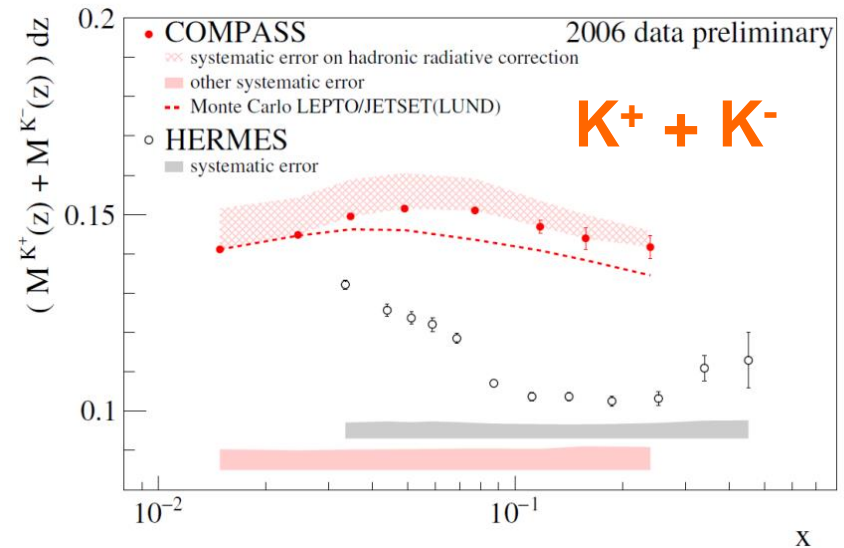 0.2
COMPASS
2006 data preliminary
systematic error on hadronic radiative correction
other systematic error
Monte Carlo LEPTO/JETSET(LUND)
K⁺ + K⁻
HERMES
systematic error
( M^{K⁺}(z) + M^{K⁻}(z) ) dz
0.15
0.1
10⁻²
10⁻¹
x